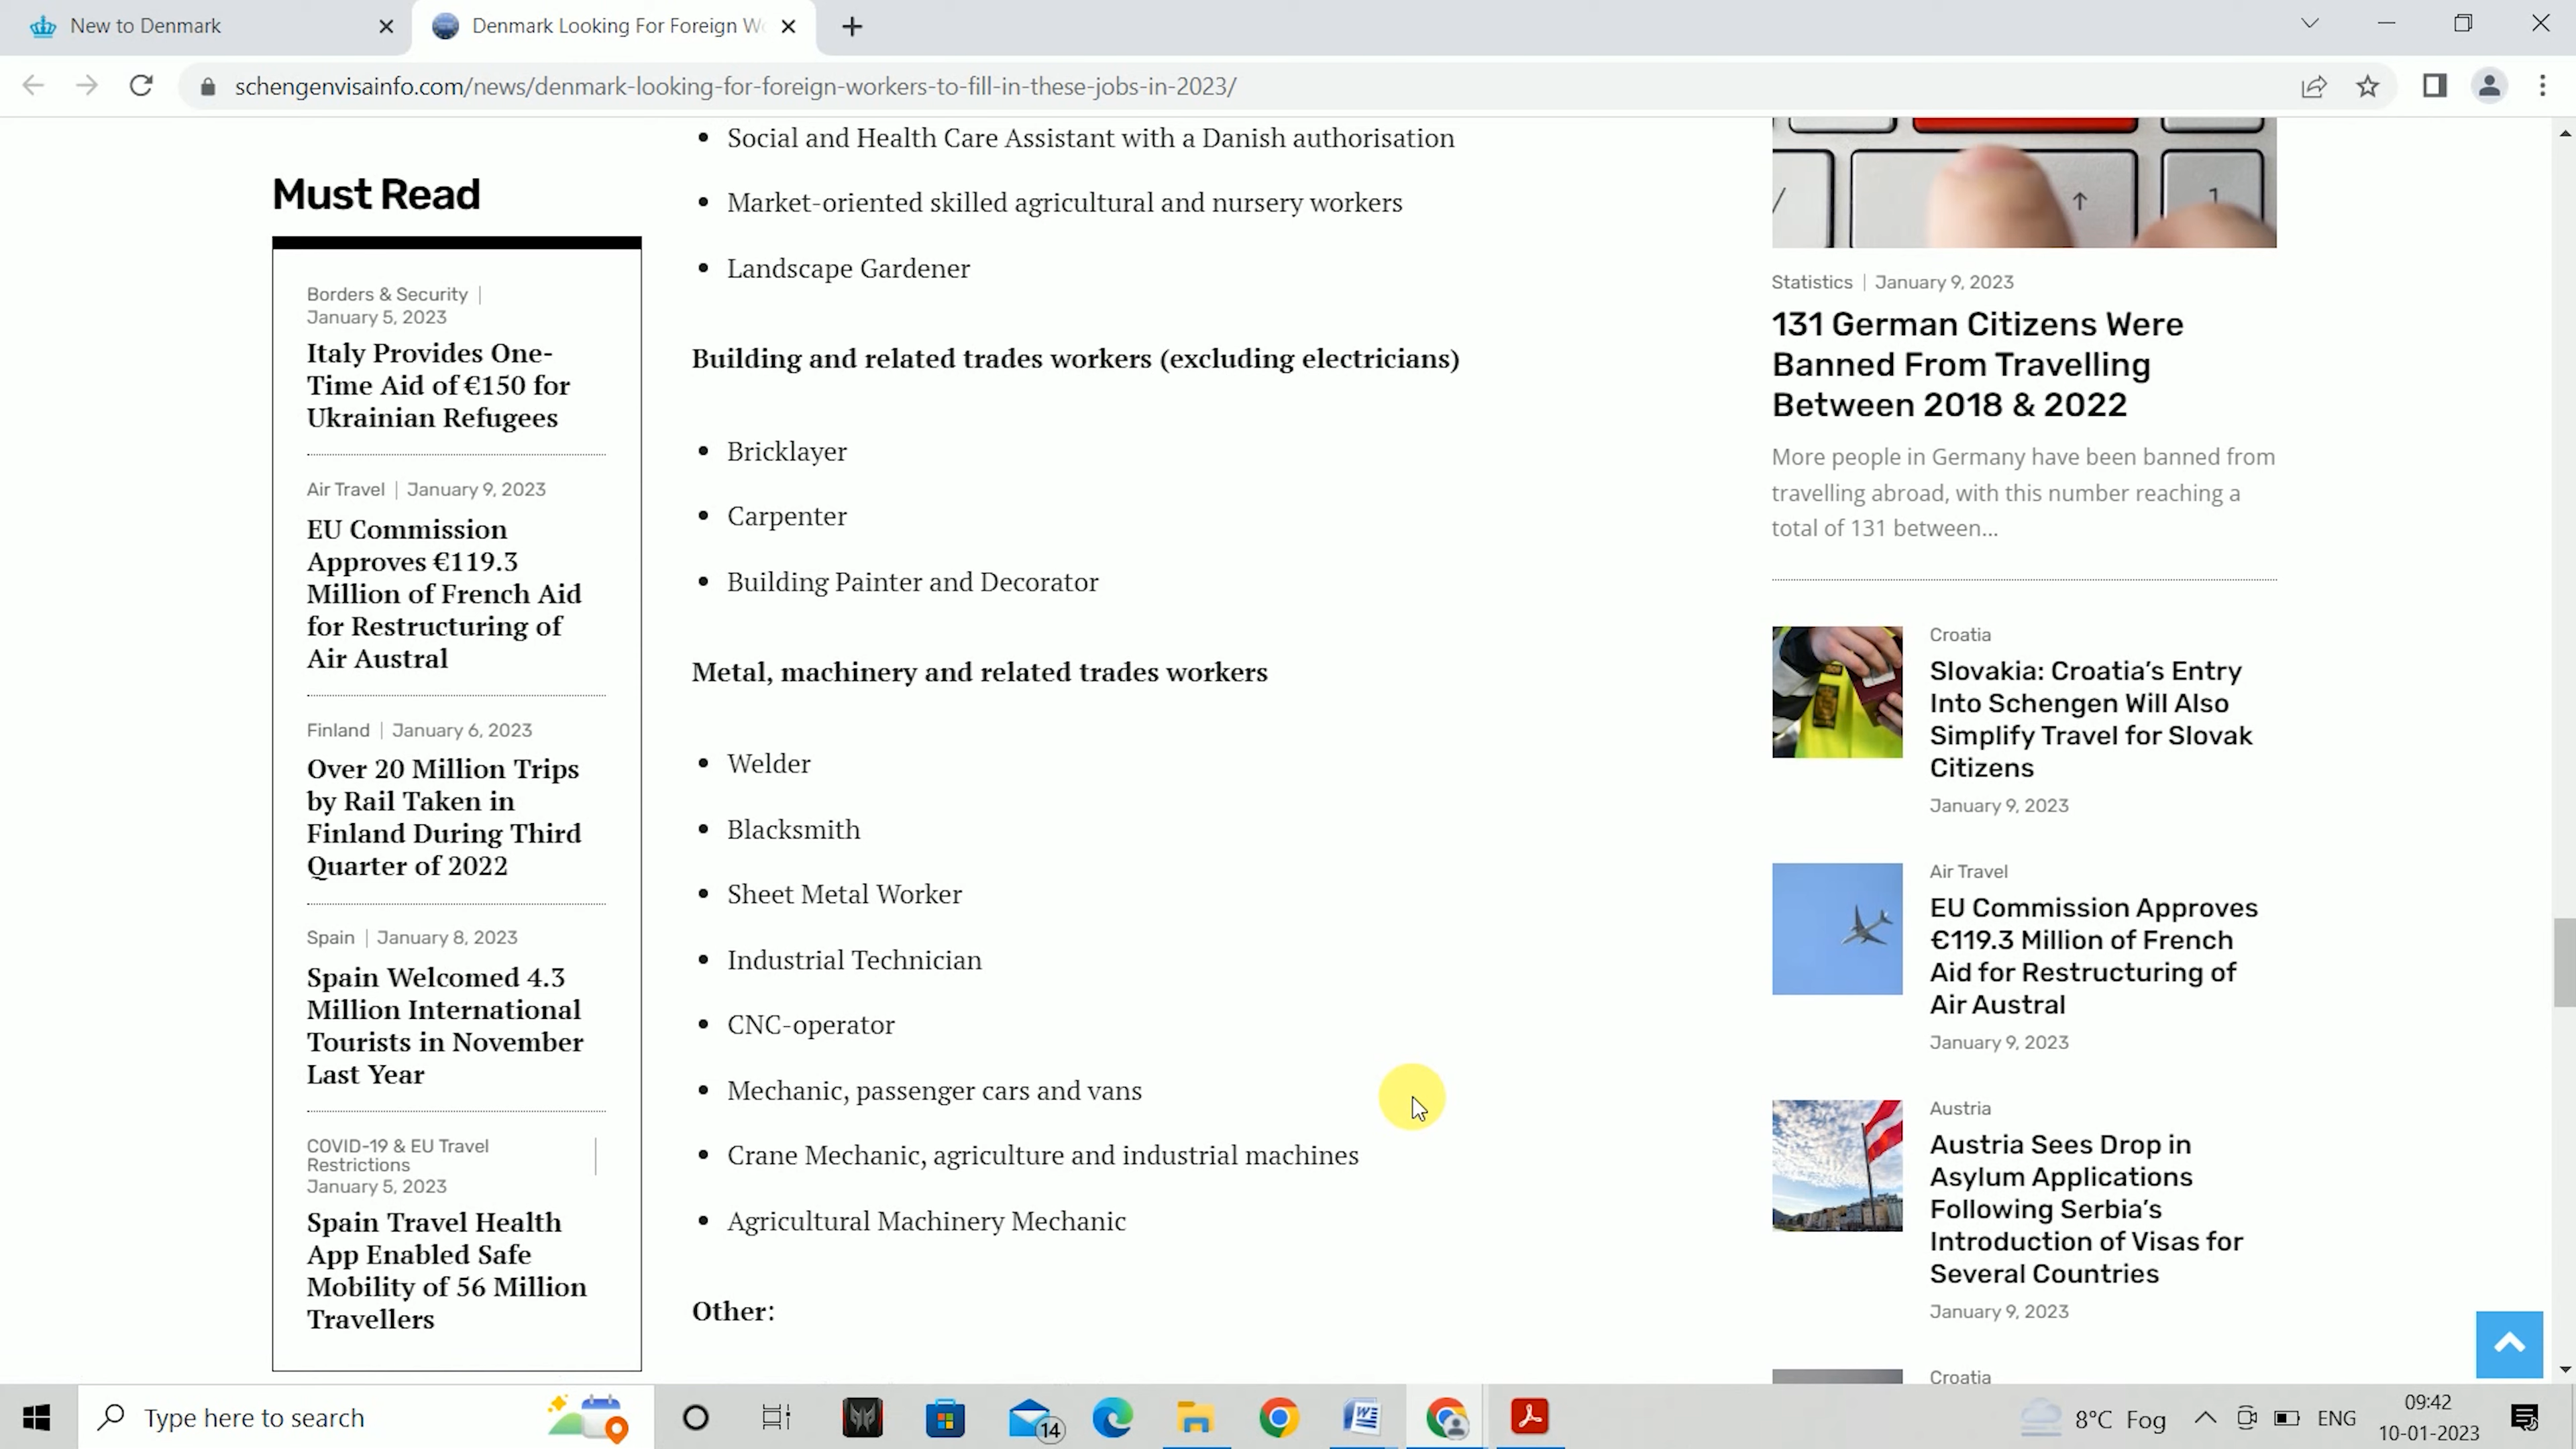 New to Denmark
Denmark Looking For Foreign Wo
schengenvisainfo.com/news/denmark-looking-for-foreign-workers-to-fill-in-these-jobs-in-2023/
Must Read
Borders & Security |
January 5, 2023
Italy Provides One-
Time Aid of €150 for
Ukrainian Refugees
Air Travel | January 9, 2023
EU Commission
Approves €119.3
Million of French Aid
for Restructuring of
Air Austral
Finland | January 6, 2023
Over 20 Million Trips
by Rail Taken in
Finland During Third
Quarter of 2022
Spain | January 8, 2023
Spain Welcomed 4.3
Million International
Tourists in November
Last Year
COVID-19 & EU Travel
Restrictions |
January 5, 2023
Spain Travel Health
App Enabled Safe
Mobility of 56 Million
Travellers
• Social and Health Care Assistant with a Danish authorisation
• Market-oriented skilled agricultural and nursery workers
• Landscape Gardener
Building and related trades workers (excluding electricians)
• Bricklayer
• Carpenter
• Building Painter and Decorator
Metal, machinery and related trades workers
• Welder
• Blacksmith
• Sheet Metal Worker
• Industrial Technician
• CNC-operator
• Mechanic, passenger cars and vans
• Crane Mechanic, agriculture and industrial machines
• Agricultural Machinery Mechanic
Other:
/ ↑ 1
Statistics | January 9, 2023
131 German Citizens Were
Banned From Travelling
Between 2018 & 2022
More people in Germany have been banned from
travelling abroad, with this number reaching a
total of 131 between...
Croatia
Slovakia: Croatia's Entry
Into Schengen Will Also
Simplify Travel for Slovak
Citizens
January 9, 2023
Air Travel
EU Commission Approves
€119.3 Million of French
Aid for Restructuring of
Air Austral
January 9, 2023
Austria
Austria Sees Drop in
Asylum Applications
Following Serbia's
Introduction of Visas for
Several Countries
January 9, 2023
Croatia
Type here to search
14
8°C Fog
ENG
09:42
10-01-2023